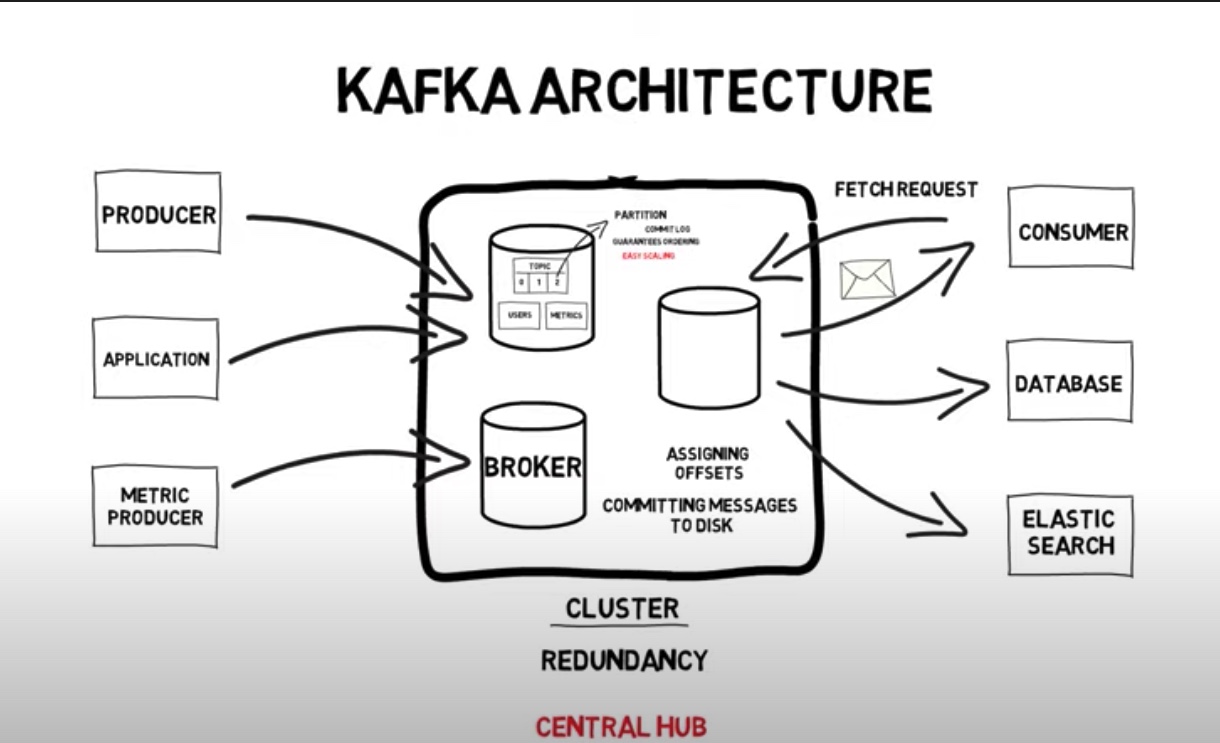 KAFKA ARCHITECTURE
PRODUCER
APPLICATION
METRIC
PRODUCER
PARTITION
COMMIT LOG
GUARANTEES ORDERING
EASY SCALING
TOPIC
0 1 2
USERS METRICS
BROKER
ASSIGNING
OFFSETS
COMMITTING MESSAGES
TO DISK
FETCH REQUEST
CONSUMER
DATABASE
ELASTIC
SEARCH
CLUSTER
REDUNDANCY
CENTRAL HUB